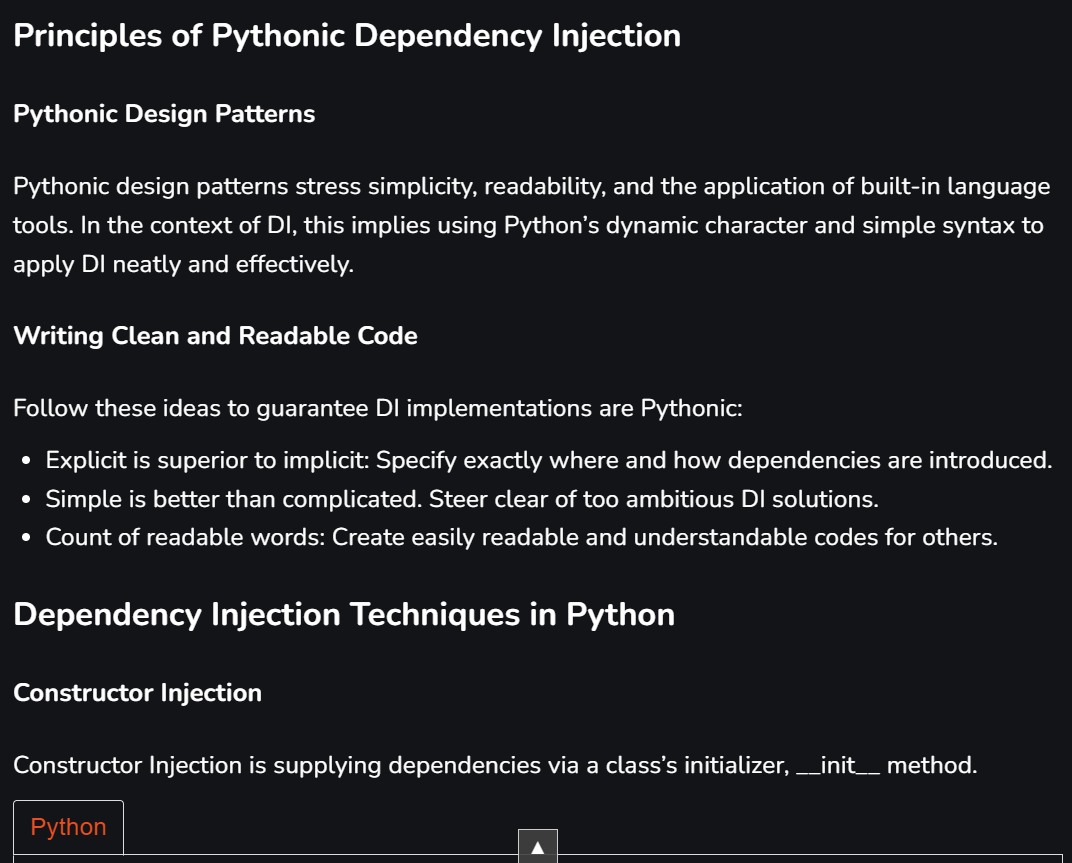 Principles of Pythonic Dependency Injection
Pythonic Design Patterns
Pythonic design patterns stress simplicity, readability, and the application of built-in language
tools. In the context of DI, this implies using Python’s dynamic character and simple syntax to
apply DI neatly and effectively.
Writing Clean and Readable Code
Follow these ideas to guarantee DI implementations are Pythonic:
• Explicit is superior to implicit: Specify exactly where and how dependencies are introduced.
• Simple is better than complicated. Steer clear of too ambitious DI solutions.
• Count of readable words: Create easily readable and understandable codes for others.
Dependency Injection Techniques in Python
Constructor Injection
Constructor Injection is supplying dependencies via a class’s initializer, __init__ method.
Python
▲